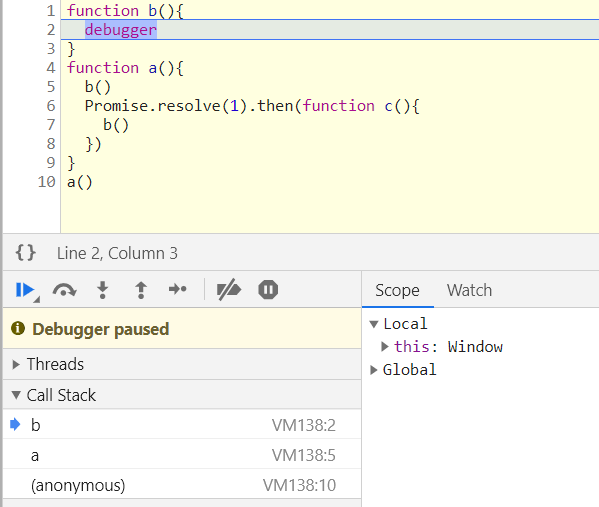 1 function b(){
2   debugger
3 }
4 function a(){
5   b()
6   Promise.resolve(1).then(function c(){
7     b()
8   })
9 }
10 a()
{} Line 2, Column 3
Debugger paused
Threads
Call Stack
b VM138:2
a VM138:5
(anonymous) VM138:10
Scope Watch
Local
this: Window
Global